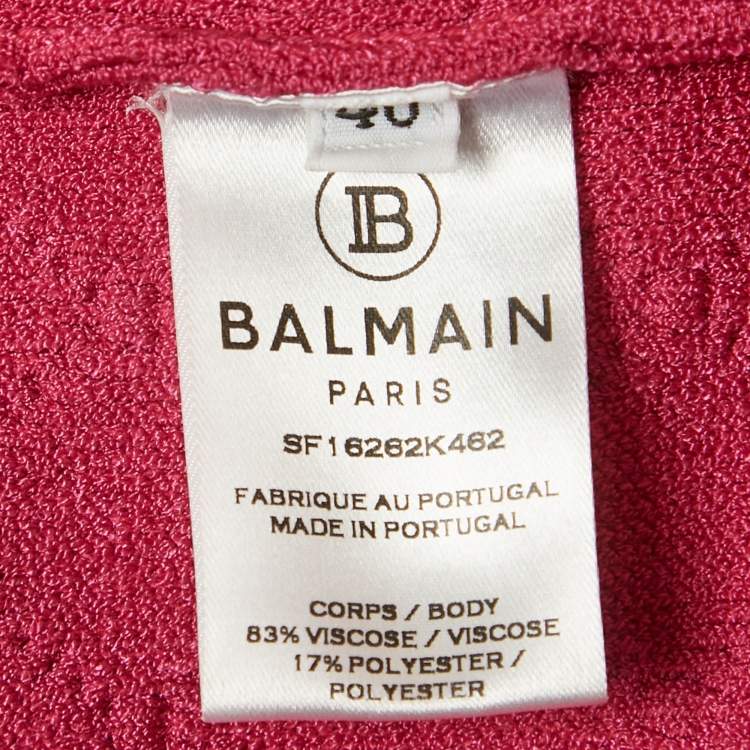 40
B
BALMAIN
PARIS
SF16262K462
FABRIQUE AU PORTUGAL
MADE IN PORTUGAL
CORPS / BODY
83% VISCOSE / VISCOSE
17% POLYESTER /
POLYESTER